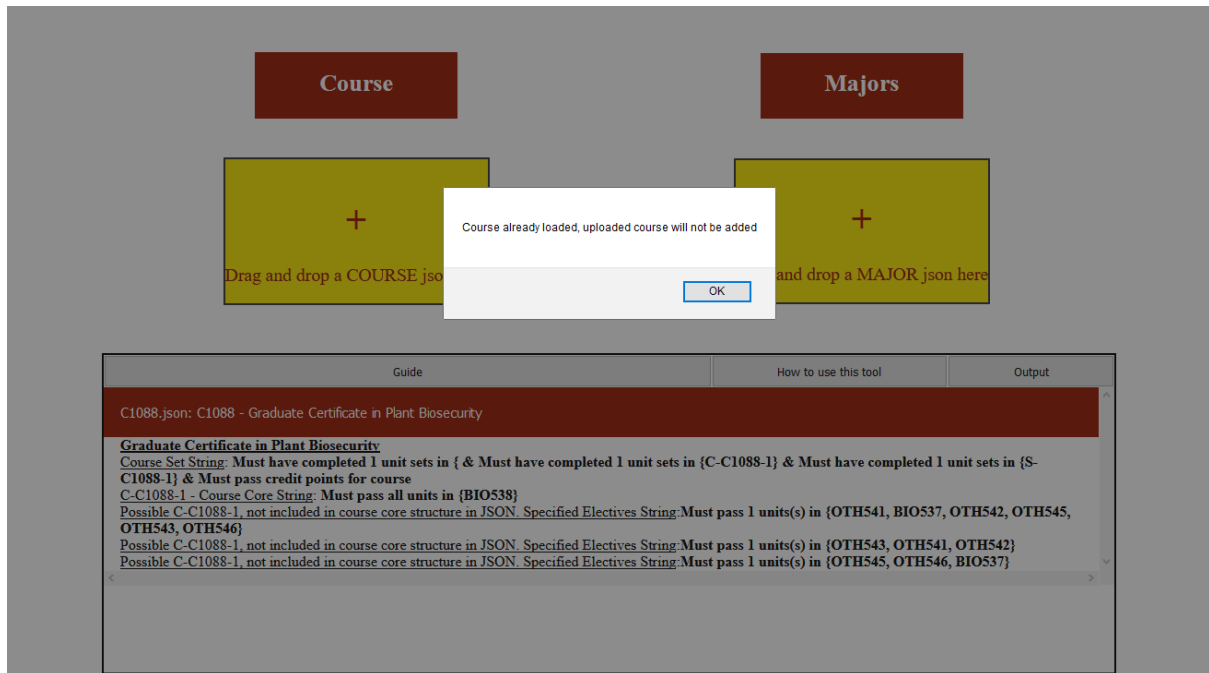 Course
Majors
+
Drag and drop a COURSE jso
+
and drop a MAJOR json here
Course already loaded, uploaded course will not be added
OK
Guide
How to use this tool
Output
C1088.json: C1088 - Graduate Certificate in Plant Biosecurity
Graduate Certificate in Plant Biosecurity
Course Set String: Must have completed 1 unit sets in { & Must have completed 1 unit sets in {C-C1088-1} & Must have completed 1 unit sets in {S-
C1088-1} & Must pass credit points for course
C-C1088-1 - Course Core String: Must pass all units in {BIO538}
Possible C-C1088-1, not included in course core structure in JSON. Specified Electives String:Must pass 1 units(s) in {OTH541, BIO537, OTH542, OTH545,
OTH543, OTH546}
Possible C-C1088-1, not included in course core structure in JSON. Specified Electives String:Must pass 1 units(s) in {OTH543, OTH541, OTH542}
Possible C-C1088-1, not included in course core structure in JSON. Specified Electives String:Must pass 1 units(s) in {OTH545, OTH546, BIO537}